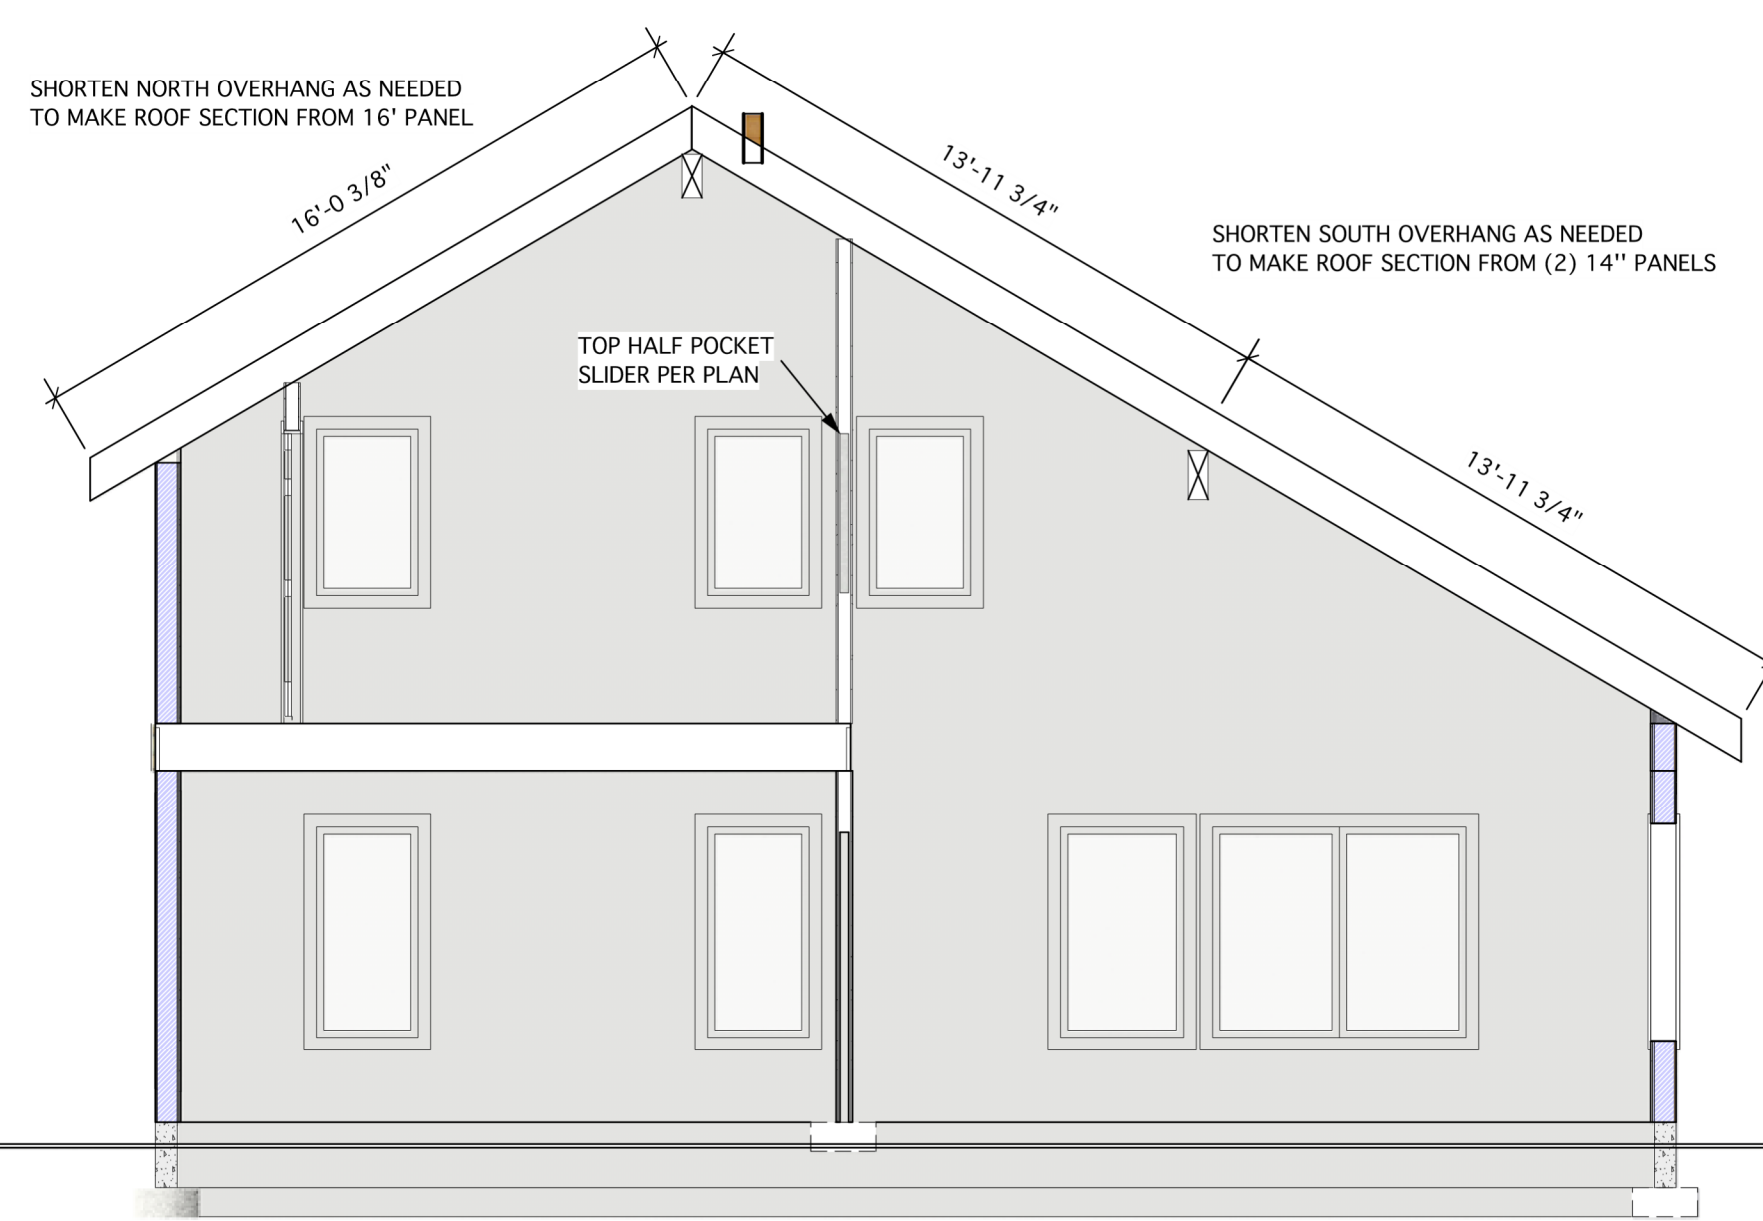 SHORTEN NORTH OVERHANG AS NEEDED
TO MAKE ROOF SECTION FROM 16' PANEL
16'-0 3/8"
13'-11 3/4"
SHORTEN SOUTH OVERHANG AS NEEDED
TO MAKE ROOF SECTION FROM (2) 14'' PANELS
TOP HALF POCKET
SLIDER PER PLAN
13'-11 3/4"